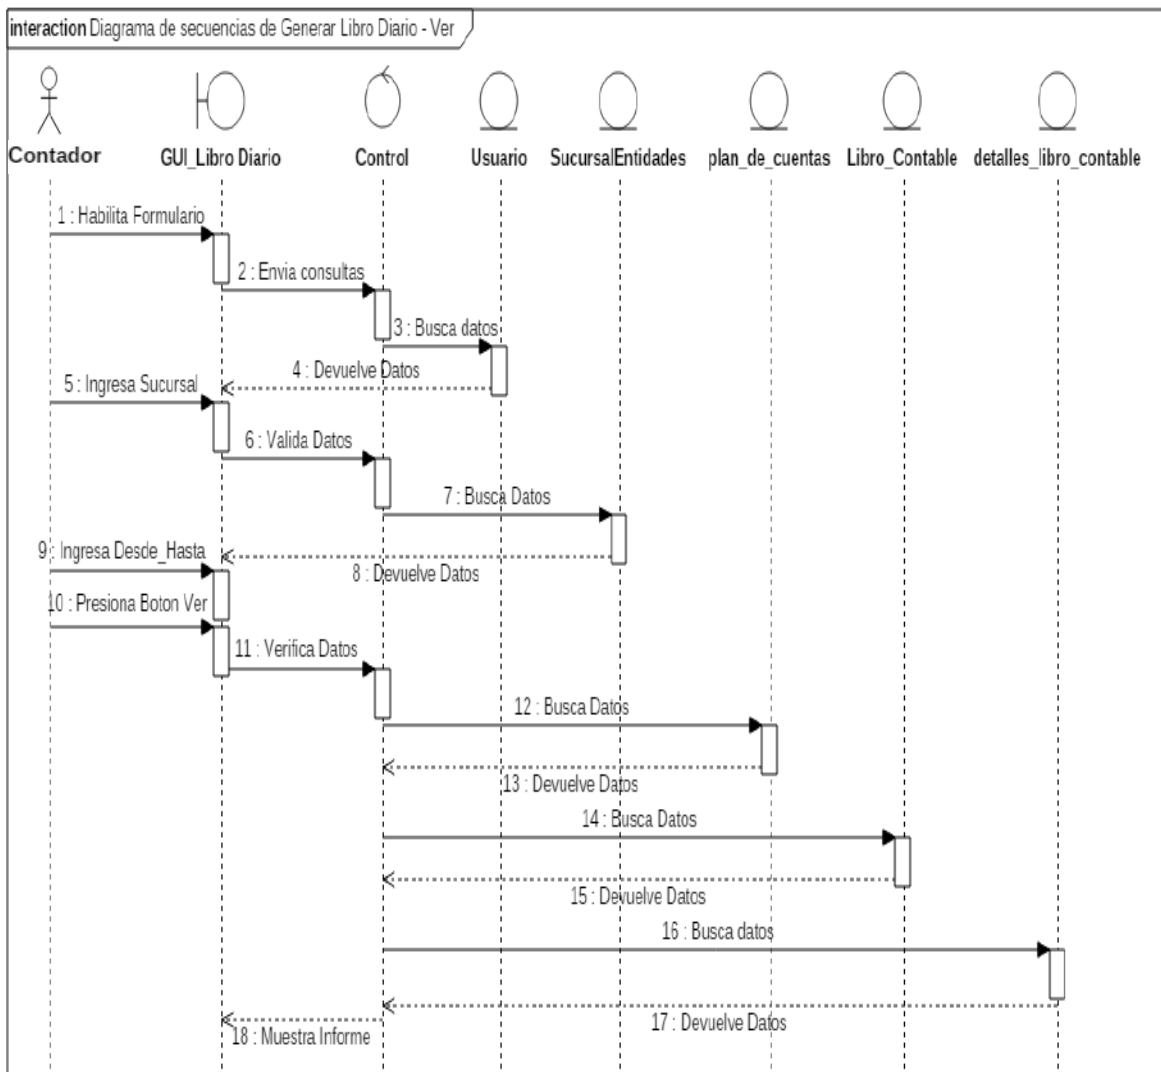 interaction Diagrama de secuencias de Generar Libro Diario - Ver
Contador
GUI_Libro Diario
Control
Usuario
SucursalEntidades
plan_de_cuentas
Libro_Contable
detalles_libro_contable
1 : Habilita Formulario
2 : Envia consultas
3 : Busca datos
4 : Devuelve Datos
5 : Ingresa Sucursal
6 : Valida Datos
7 : Busca Datos
8 : Devuelve Datos
9 : Ingresa Desde_Hasta
10 : Presiona Boton Ver
11 : Verifica Datos
12 : Busca Datos
13 : Devuelve Datos
14 : Busca Datos
15 : Devuelve Datos
16 : Busca datos
17 : Devuelve Datos
18 : Muestra Informe